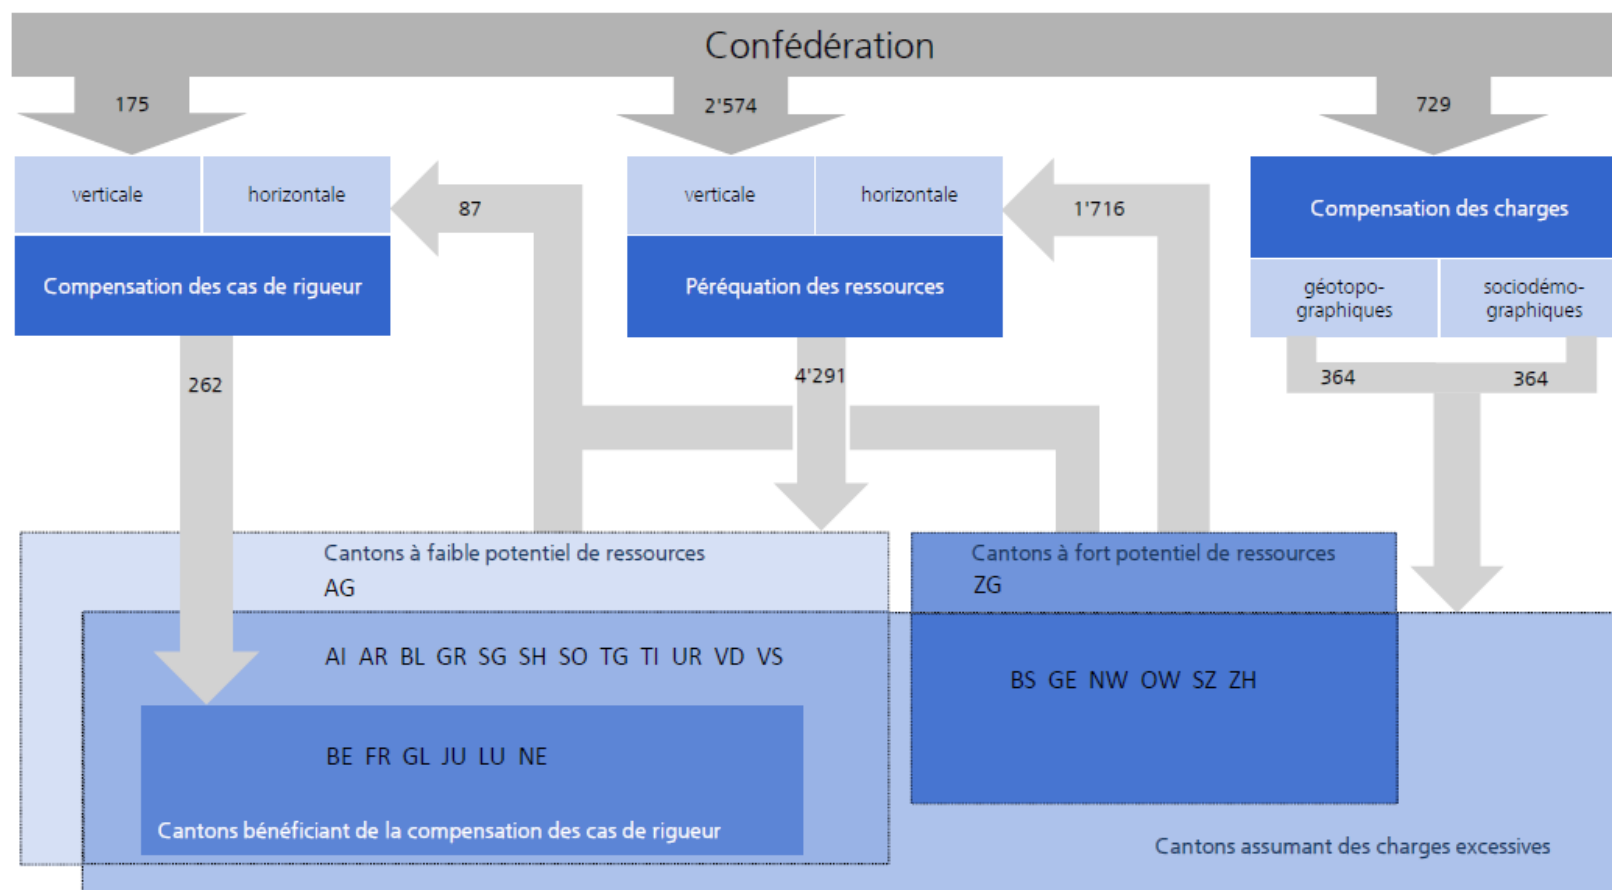 Confédération
175
2'574
729
verticale
horizontale
87
verticale
horizontale
1'716
Compensation des charges
Compensation des cas de rigueur
Péréquation des ressources
géotopo-
graphiques
sociodémo-
graphiques
262
4'291
364
364
Cantons à faible potentiel de ressources
AG
Cantons à fort potentiel de ressources
ZG
AI AR BL GR SG SH SO TG TI UR VD VS
BS GE NW OW SZ ZH
BE FR GL JU LU NE
Cantons bénéficiant de la compensation des cas de rigueur
Cantons assumant des charges excessives